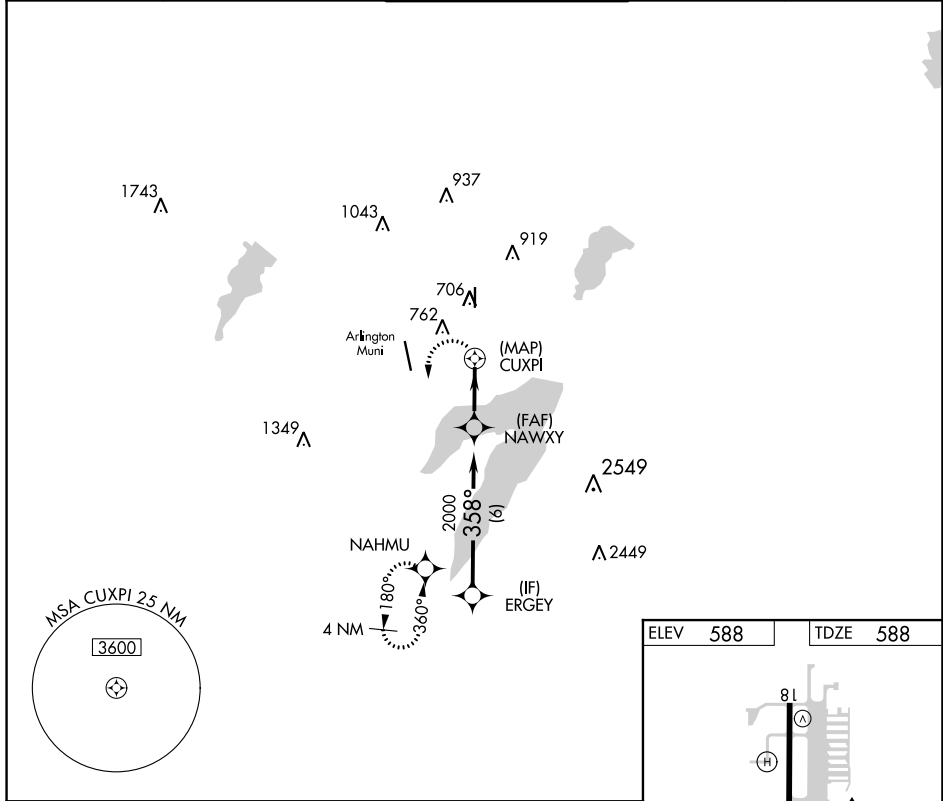 1743
937
1043
919
706
762
Arlington
Muni
(MAP)
CUXPI
(FAF)
NAWXY
1349
2549
2000
358°
(6)
NAHMU
2449
180°
360°
4 NM
(IF)
ERGEY
MSA CUXPI 25 NM
3600
ELEV 588
TDZE 588
18
V
H